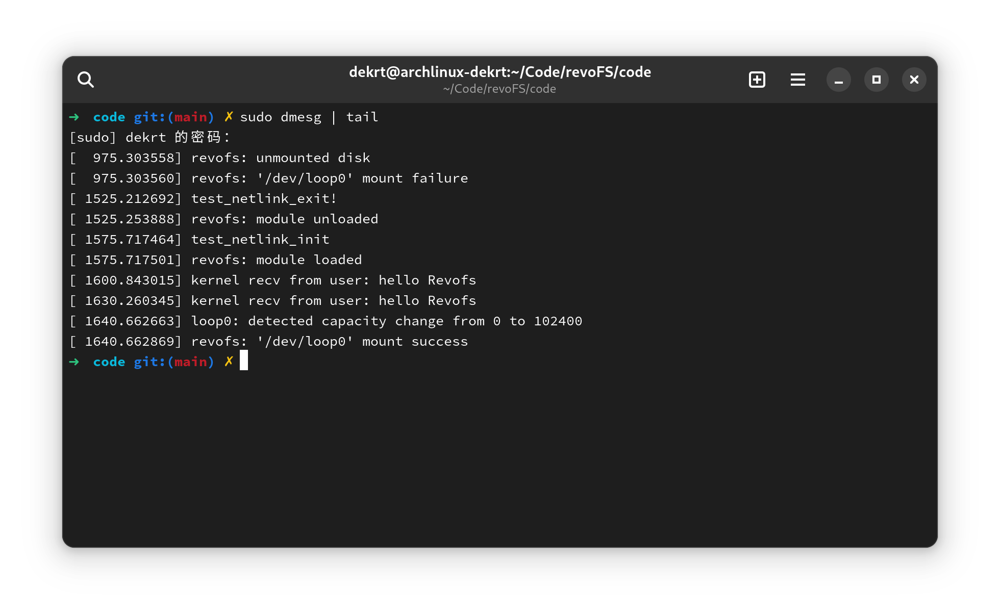 dekrt@archlinux-dekrt:~/Code/revoFS/code
~/Code/revoFS/code
➜  code git:(main) ✗ sudo dmesg | tail
[sudo] dekrt 的密码：
[  975.303558] revofs: unmounted disk
[  975.303560] revofs: '/dev/loop0' mount failure
[ 1525.212692] test_netlink_exit!
[ 1525.253888] revofs: module unloaded
[ 1575.717464] test_netlink_init
[ 1575.717501] revofs: module loaded
[ 1600.843015] kernel recv from user: hello Revofs
[ 1630.260345] kernel recv from user: hello Revofs
[ 1640.662663] loop0: detected capacity change from 0 to 102400
[ 1640.662869] revofs: '/dev/loop0' mount success
➜  code git:(main) ✗